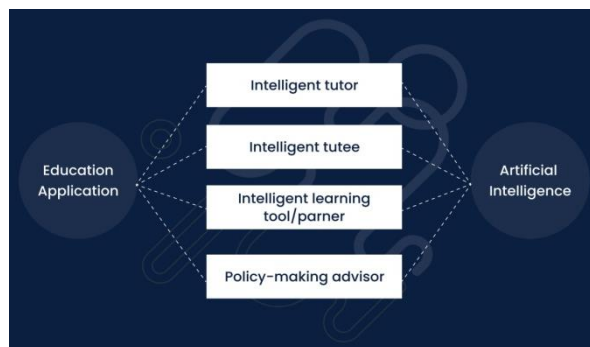 Intelligent tutor
Intelligent tutee
Education
Application
Artificial
Intelligence
Intelligent learning
tool/parner
Policy-making advisor